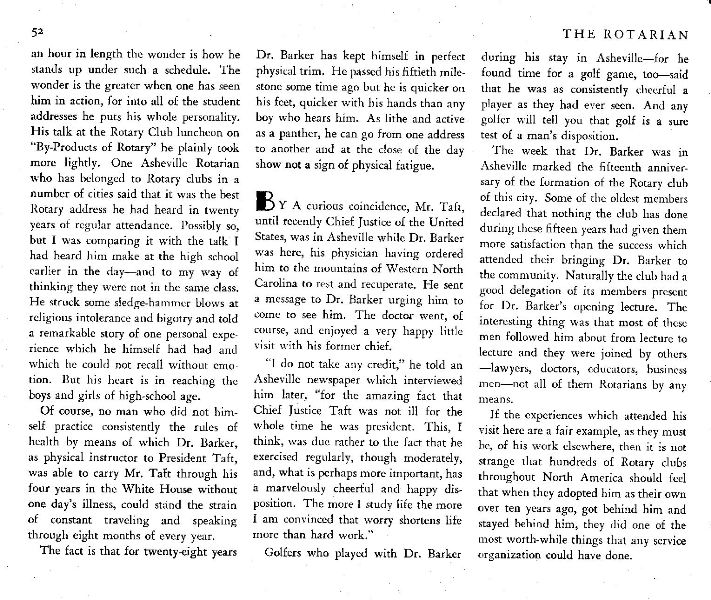 52
THE ROTARIAN
an hour in length the wonder is how he
stands up under such a schedule. The
wonder is the greater when one has seen
him in action, for into all of the student
addresses he puts his whole personality.
His talk at the Rotary Club luncheon on
"By-Products of Rotary" he plainly took
more lightly. One Asheville Rotarian
who has belonged to Rotary clubs in a
number of cities said that it was the best
Rotary address he had heard in twenty
years of regular attendance. Possibly so,
but I was comparing it with the talk I
had heard him make at the high school
earlier in the day—and to my way of
thinking they were not in the same class.
He struck some sledge-hammer blows at
religious intolerance and bigotry and told
a remarkable story of one personal expe-
rience which he himself had had and
which he could not recall without emo-
tion. But his heart is in reaching the
boys and girls of high-school age.
Of course, no man who did not him-
self practice consistently the rules of
health by means of which Dr. Barker,
as physical instructor to President Taft,
was able to carry Mr. Taft through his
four years in the White House without
one day's illness, could stand the strain
of constant traveling and speaking
through eight months of every year.
The fact is that for twenty-eight years
Dr. Barker has kept himself in perfect
physical trim. He passed his fiftieth mile-
stone some time ago but he is quicker on
his feet, quicker with his hands than any
boy who hears him. As lithe and active
as a panther, he can go from one address
to another and at the close of the day
show not a sign of physical fatigue.
BY A curious coincidence, Mr. Taft,
until recently Chief Justice of the United
States, was in Asheville while Dr. Barker
was here, his physician having ordered
him to the mountains of Western North
Carolina to rest and recuperate. He sent
a message to Dr. Barker urging him to
come to see him. The doctor went, of
course, and enjoyed a very happy little
visit with his former chief.
"I do not take any credit," he told an
Asheville newspaper which interviewed
him later, "for the amazing fact that
Chief Justice Taft was not ill for the
whole time he was president. This, I
think, was due rather to the fact that he
exercised regularly, though moderately,
and, what is perhaps more important, has
a marvelously cheerful and happy dis-
position. The more I study life the more
I am convinced that worry shortens life
more than hard work."
Golfers who played with Dr. Barker
during his stay in Asheville—for he
found time for a golf game, too—said
that he was as consistently cheerful a
player as they had ever seen. And any
golfer will tell you that golf is a sure
test of a man's disposition.
The week that Dr. Barker was in
Asheville marked the fifteenth anniver-
sary of the formation of the Rotary club
of this city. Some of the oldest members
declared that nothing the club has done
during these fifteen years had given them
more satisfaction than the success which
attended their bringing Dr. Barker to
the community. Naturally the club had a
good delegation of its members present
for Dr. Barker's opening lecture. The
interesting thing was that most of these
men followed him about from lecture to
lecture and they were joined by others
—lawyers, doctors, educators, business
men—not all of them Rotarians by any
means.
If the experiences which attended his
visit here are a fair example, as they must
be, of his work elsewhere, then it is not
strange that hundreds of Rotary clubs
throughout North America should feel
that when they adopted him as their own
over ten years ago, got behind him and
stayed behind him, they did one of the
most worth-while things that any service
organization could have done.